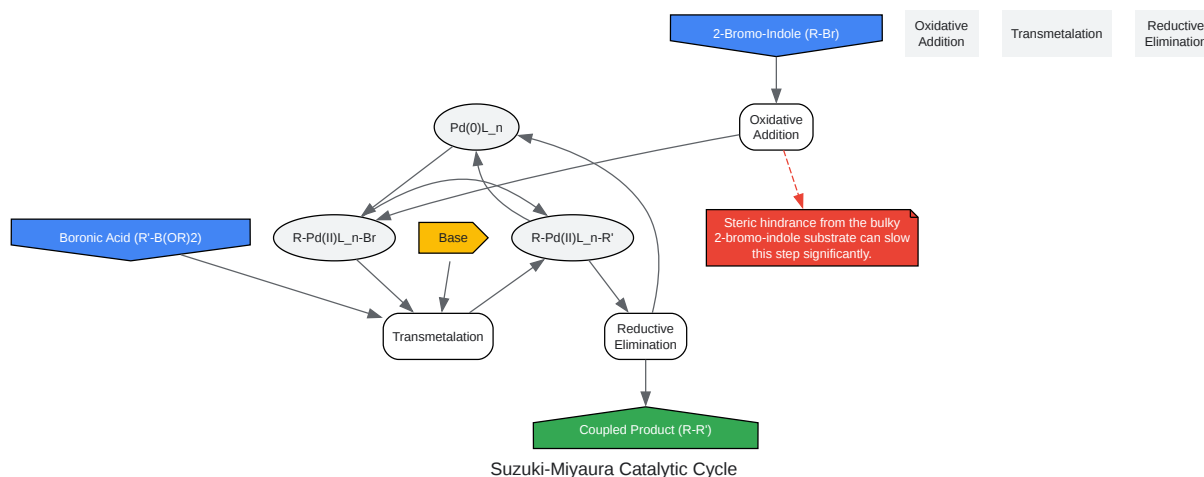 2-Bromo-Indole (R-Br)
Oxidative
Addition
Transmetalation
Reductive
Elimination
Pd(0)L_n
Oxidative
Addition
Boronic Acid (R'-B(OR)2)
R-Pd(II)L_n-Br
Base
R-Pd(II)L_n-R'
Steric hindrance from the bulky
2-bromo-indole substrate can slow
this step significantly.
Transmetalation
Reductive
Elimination
Coupled Product (R-R')
Suzuki-Miyaura Catalytic Cycle